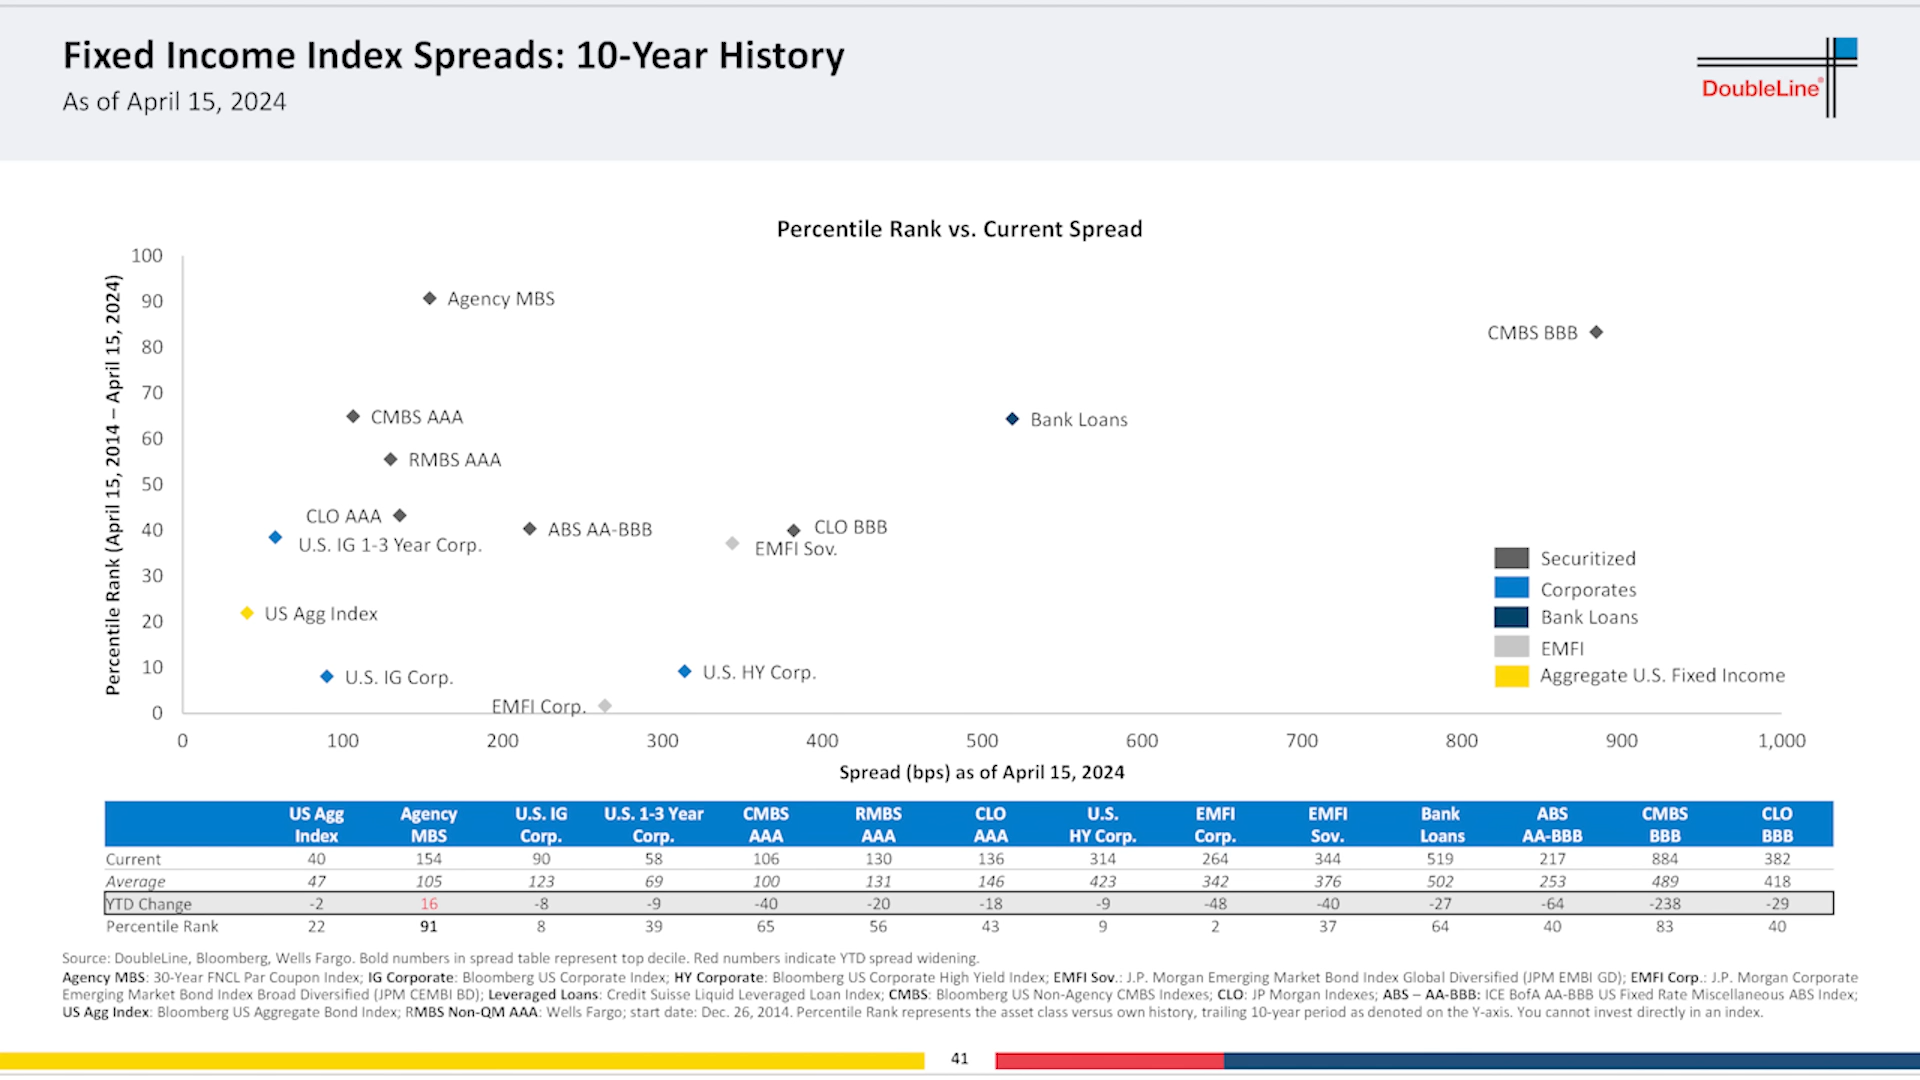 Fixed Income Index Spreads: 10-Year History
As of April 15, 2024
DoubleLine®
Percentile Rank vs. Current Spread
Percentile Rank (April 15, 2014 – April 15, 2024)
100
90
80
70
60
50
40
30
20
10
0
Agency MBS
CMBS BBB
CMBS AAA
Bank Loans
RMBS AAA
CLO AAA
ABS AA-BBB
CLO BBB
U.S. IG 1-3 Year Corp.
EMFI Sov.
US Agg Index
U.S. IG Corp.
U.S. HY Corp.
EMFI Corp.
Securitized
Corporates
Bank Loans
EMFI
Aggregate U.S. Fixed Income
0 100 200 300 400 500 600 700 800 900 1,000
Spread (bps) as of April 15, 2024
US Agg Agency U.S. IG U.S. 1-3 Year CMBS RMBS CLO U.S. EMFI EMFI Bank ABS CMBS CLO
Index MBS Corp. Corp. AAA AAA AAA HY Corp. Corp. Sov. Loans AA-BBB BBB BBB
Current 40 154 90 58 106 130 136 314 264 344 519 217 884 382
Average 47 105 123 69 100 131 146 423 342 376 502 253 489 418
YTD Change -2 16 -8 -9 -40 -20 -18 -9 -48 -40 -27 -64 -238 -29
Percentile Rank 22 91 8 39 65 56 43 9 2 37 64 40 83 40
Source: DoubleLine, Bloomberg, Wells Fargo. Bold numbers in spread table represent top decile. Red numbers indicate YTD spread widening.
Agency MBS: 30-Year FNCL Par Coupon Index; IG Corporate: Bloomberg US Corporate Index; HY Corporate: Bloomberg US Corporate High Yield Index; EMFI Sov.: J.P. Morgan Emerging Market Bond Index Global Diversified (JPM EMBI GD); EMFI Corp.: J.P. Morgan Corporate
Emerging Market Bond Index Broad Diversified (JPM CEMBI BD); Leveraged Loans: Credit Suisse Liquid Leveraged Loan Index; CMBS: Bloomberg US Non-Agency CMBS Indexes; CLO: JP Morgan Indexes; ABS – AA-BBB: ICE BofA AA-BBB US Fixed Rate Miscellaneous ABS Index;
US Agg Index: Bloomberg US Aggregate Bond Index; RMBS Non-QM AAA: Wells Fargo; start date: Dec. 26, 2014. Percentile Rank represents the asset class versus own history, trailing 10-year period as denoted on the Y-axis. You cannot invest directly in an index.
41